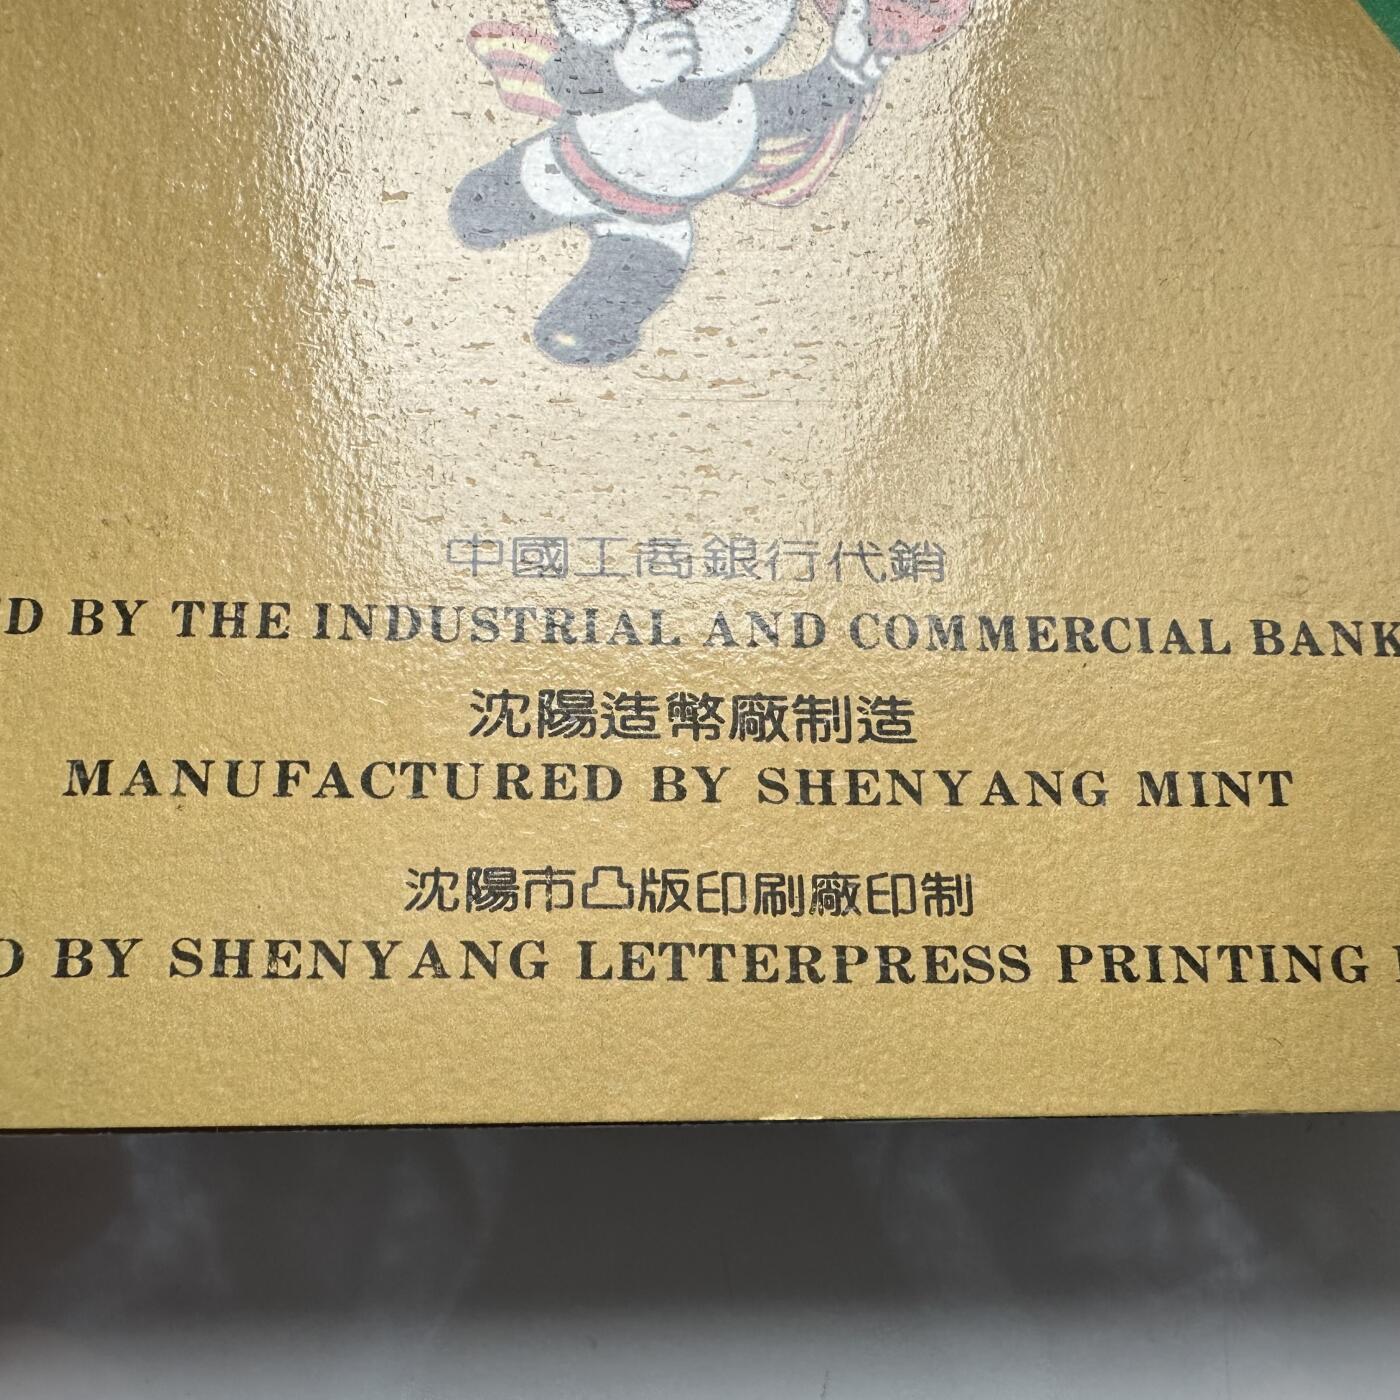 中國工商銀行代銷
D BY THE INDUSTRIAL AND COMMERCIAL BANK
沈陽造幣廠制造
MANUFACTURED BY SHENYANG MINT
沈陽市凸版印刷廠印制
BY SHENYANG LETTERPRESS PRINTING